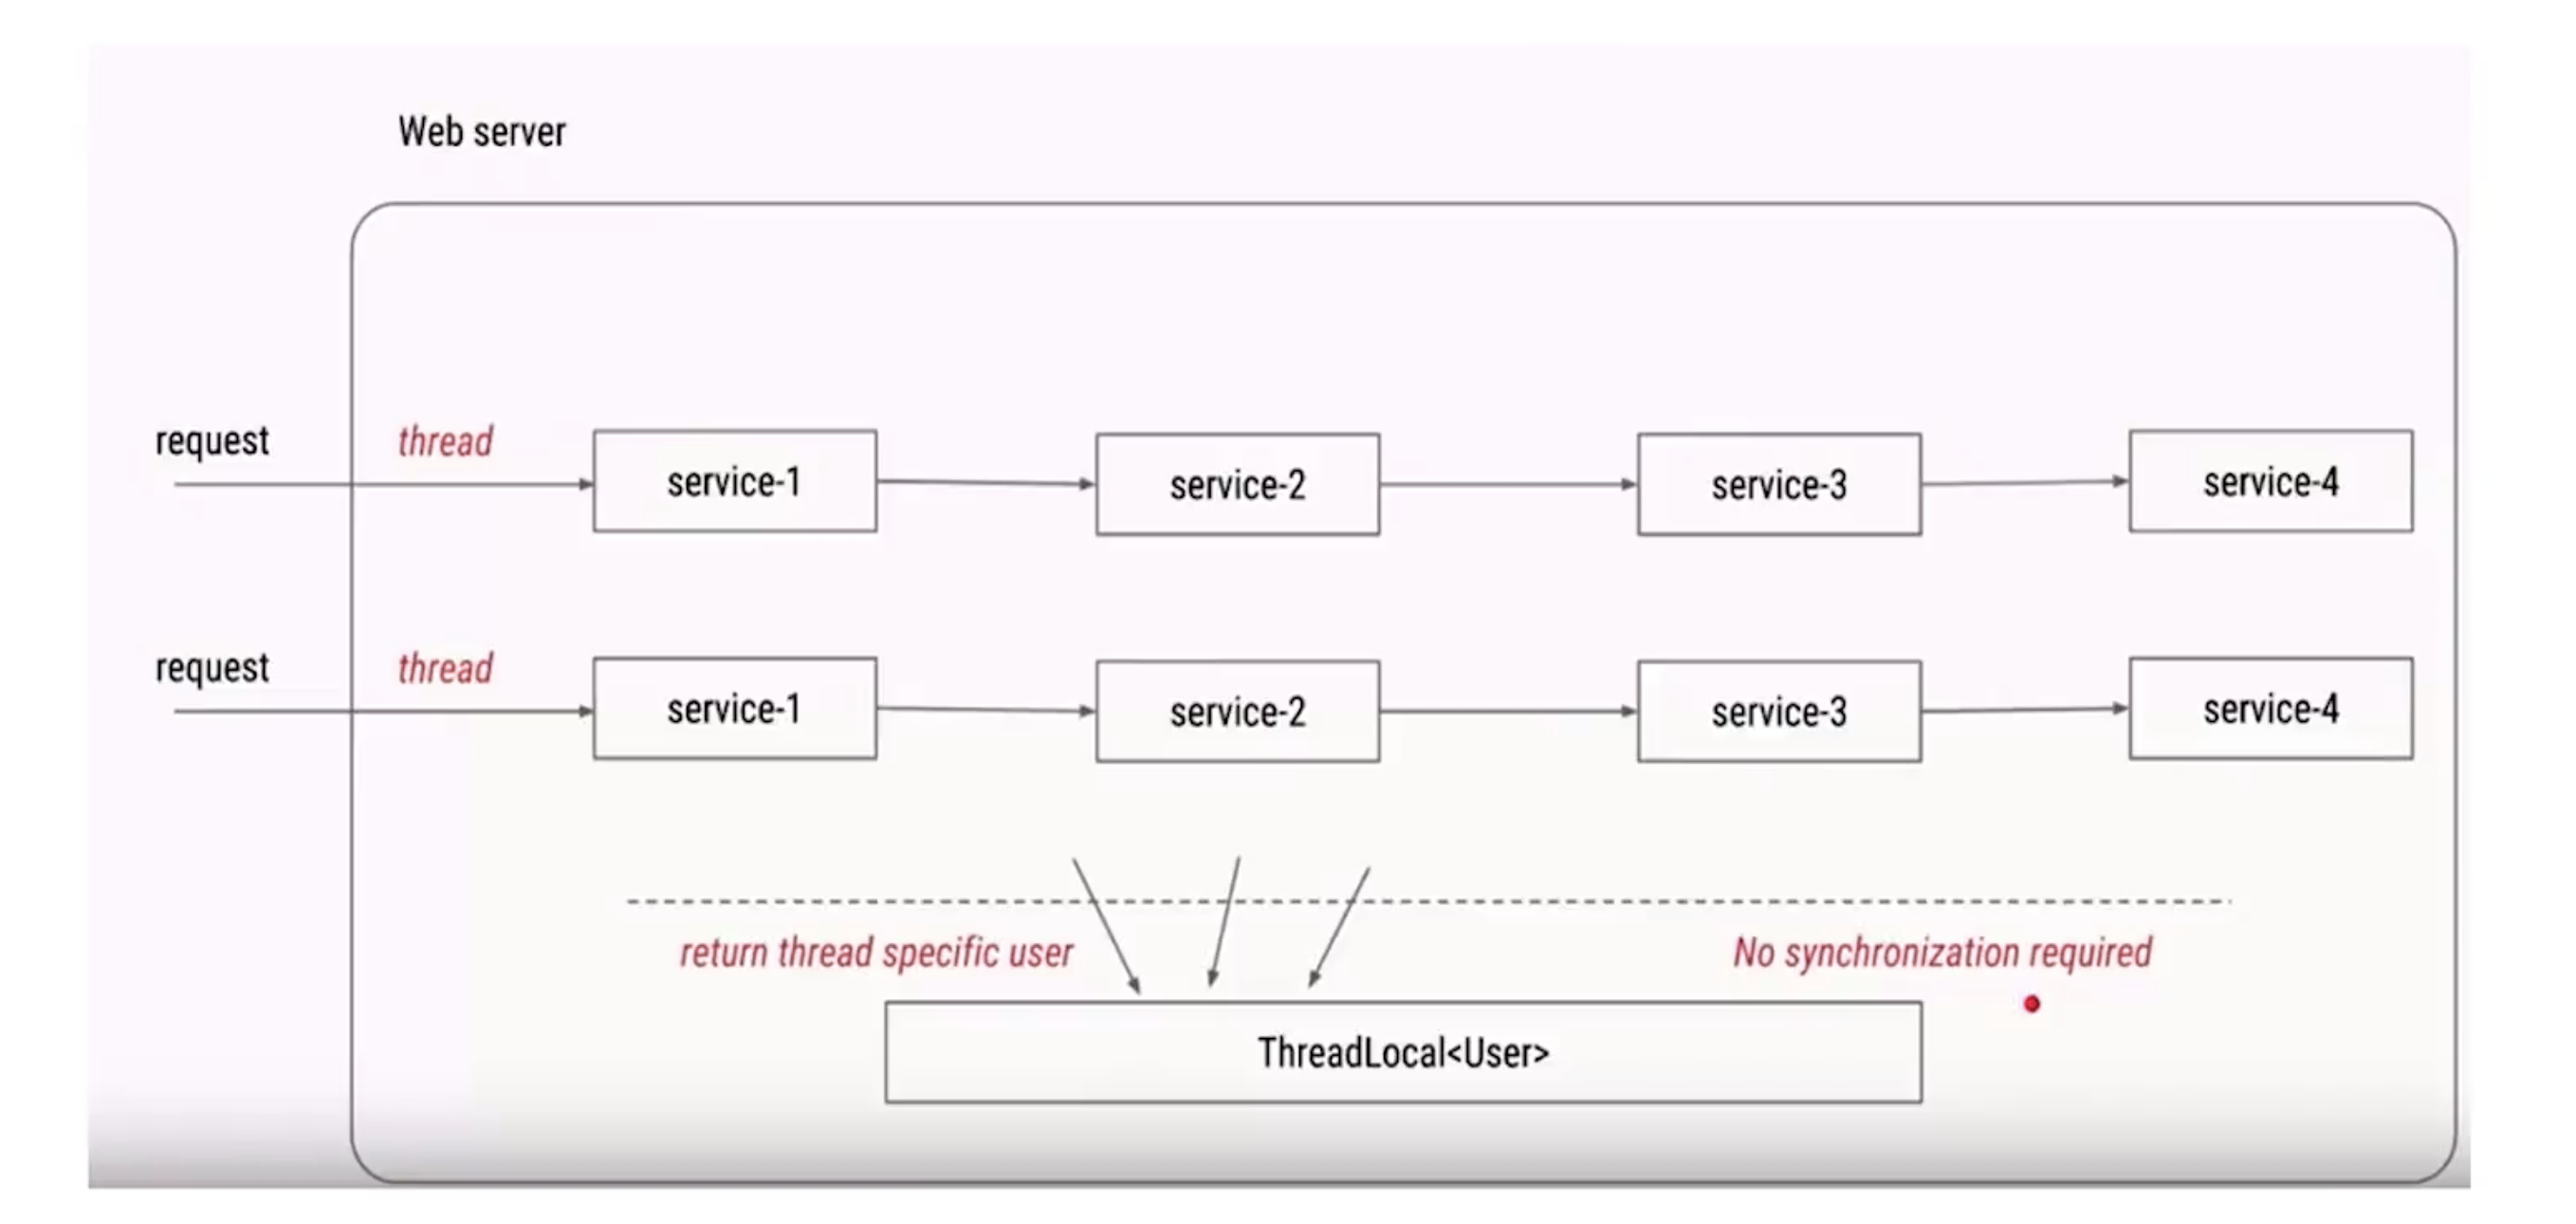 Web server
request
thread
service-1
service-2
service-3
service-4
request
thread
service-1
service-2
service-3
service-4
return thread specific user
No synchronization required
ThreadLocal<User>